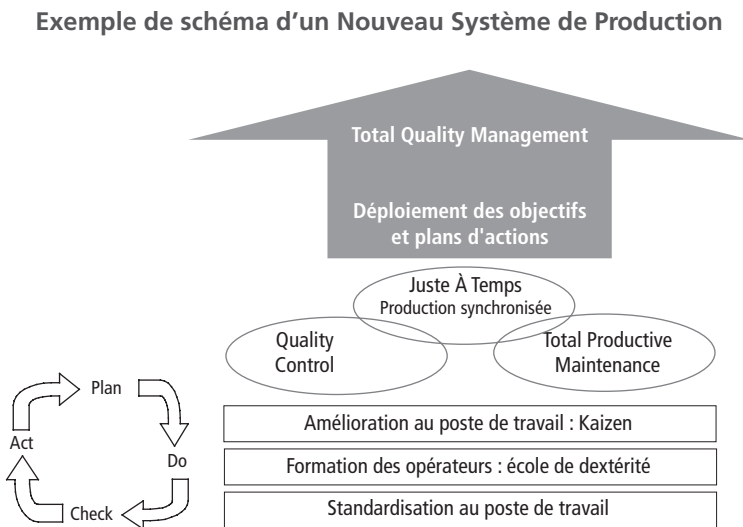 Exemple de schéma d'un Nouveau Système de Production
Total Quality Management
Déploiement des objectifs
et plans d'actions
Juste À Temps
Production synchronisée
Quality
Control
Total Productive
Maintenance
Plan
Act
Do
Check
Amélioration au poste de travail : Kaizen
Formation des opérateurs : école de dextérité
Standardisation au poste de travail